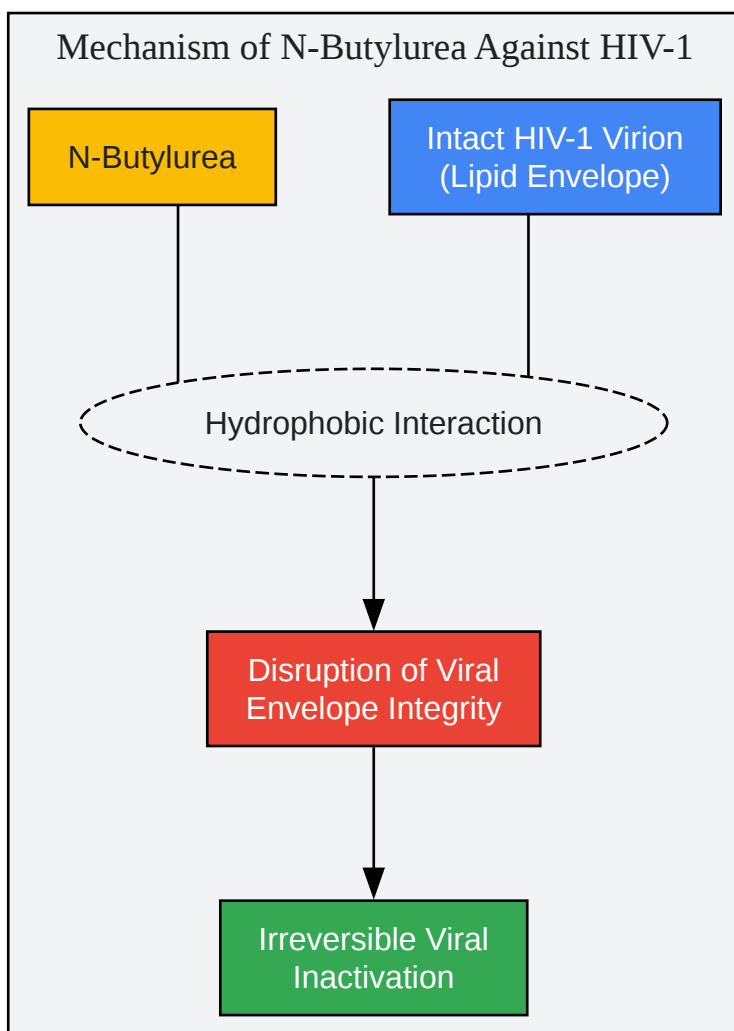 Mechanism of N-Butylurea Against HIV-1
N-Butylurea
Intact HIV-1 Virion
(Lipid Envelope)
Hydrophobic Interaction
Disruption of Viral
Envelope Integrity
Irreversible Viral
Inactivation